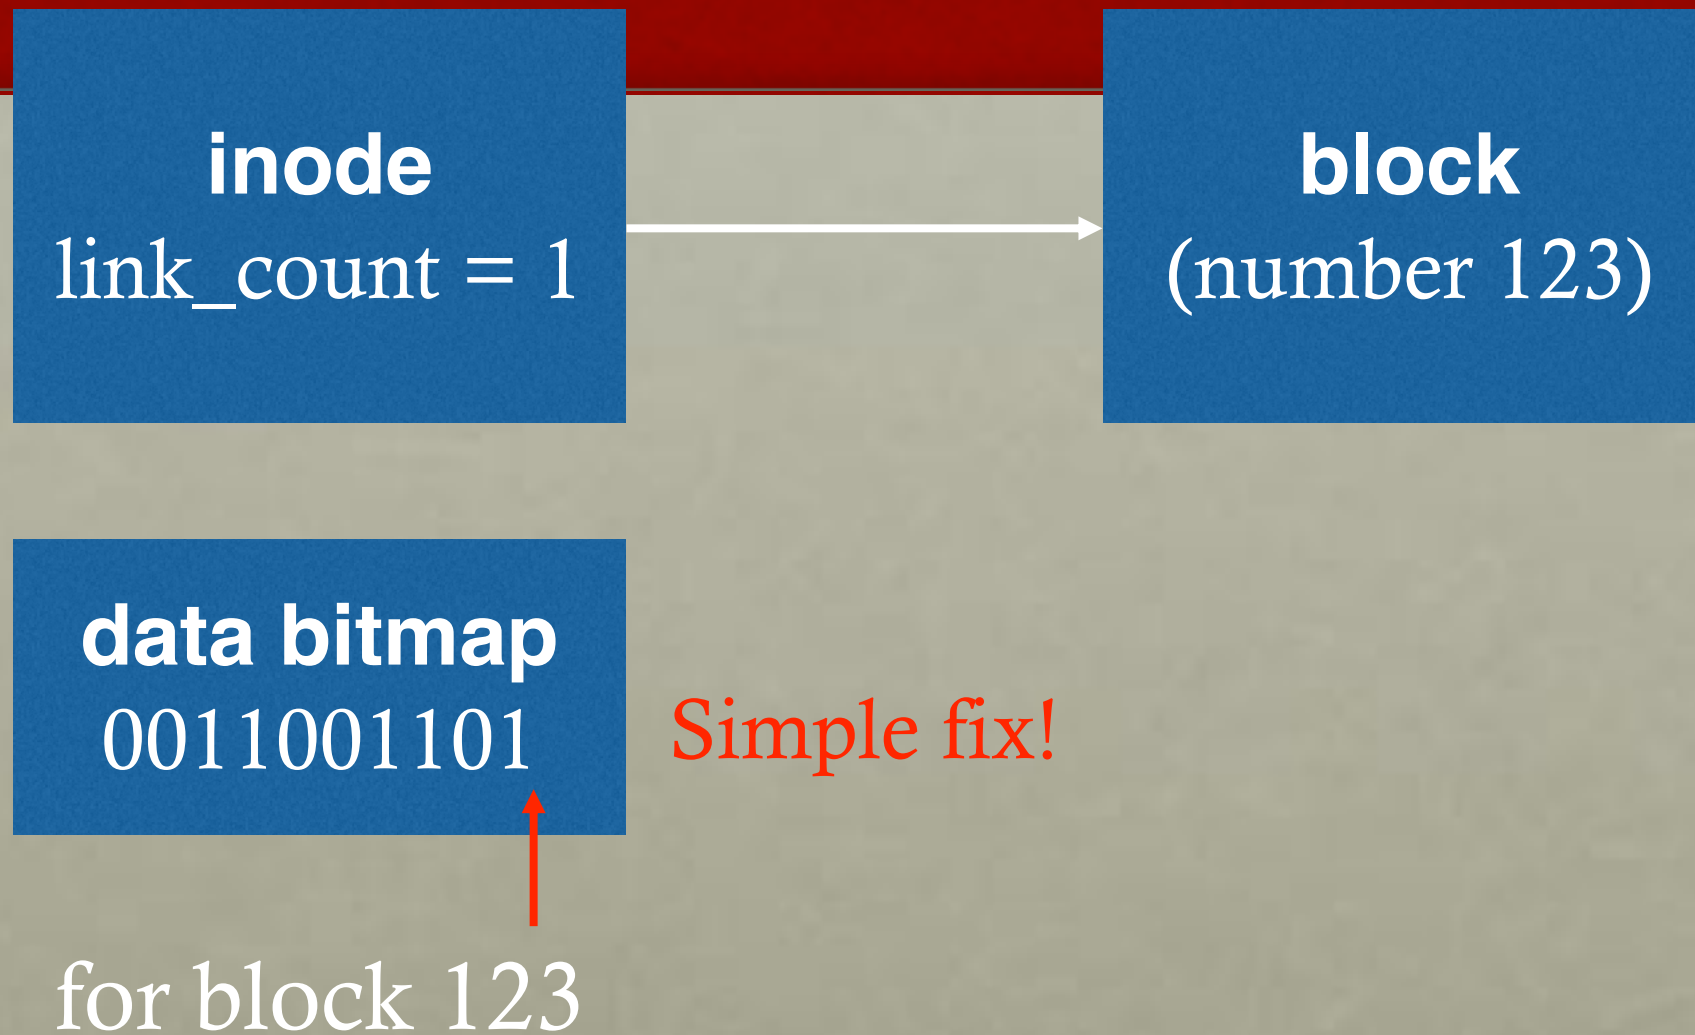 inode
link_count = 1
block
(number 123)
data bitmap
0011001101
Simple fix!
for block 123